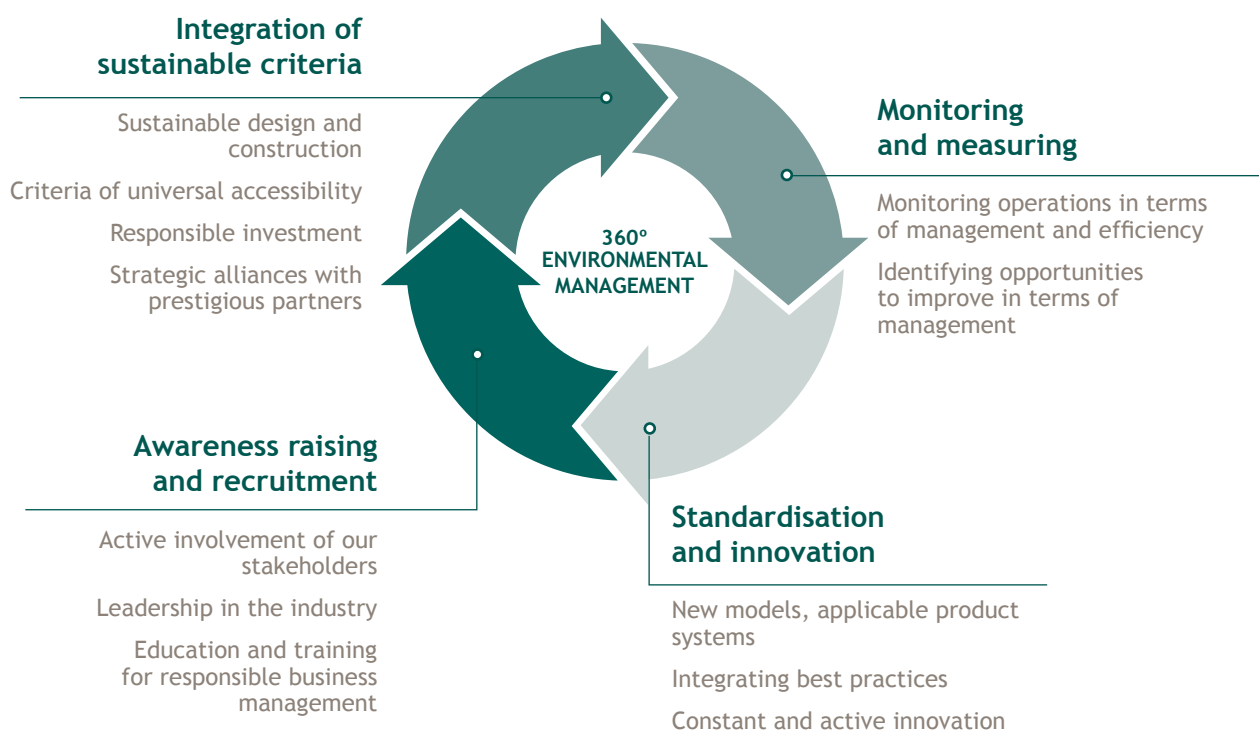 Integration of
sustainable criteria
Sustainable design and
construction
Criteria of universal accessibility
Responsible investment
Strategic alliances with
prestigious partners
Monitoring
and measuring
Monitoring operations in terms
of management and efficiency
Identifying opportunities
to improve in terms of
management
360º
ENVIRONMENTAL
MANAGEMENT
Awareness raising
and recruitment
Active involvement of our
stakeholders
Leadership in the industry
Education and training
for responsible business
management
Standardisation
and innovation
New models, applicable product
systems
Integrating best practices
Constant and active innovation